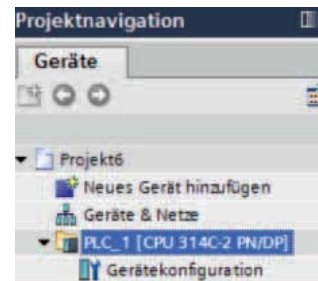 Projektnavigation
Geräte
Projekt6
Neues Gerät hinzufügen
Geräte & Netze
PLC_1 [CPU 314C-2 PN/DP]
Gerätekonfiguration